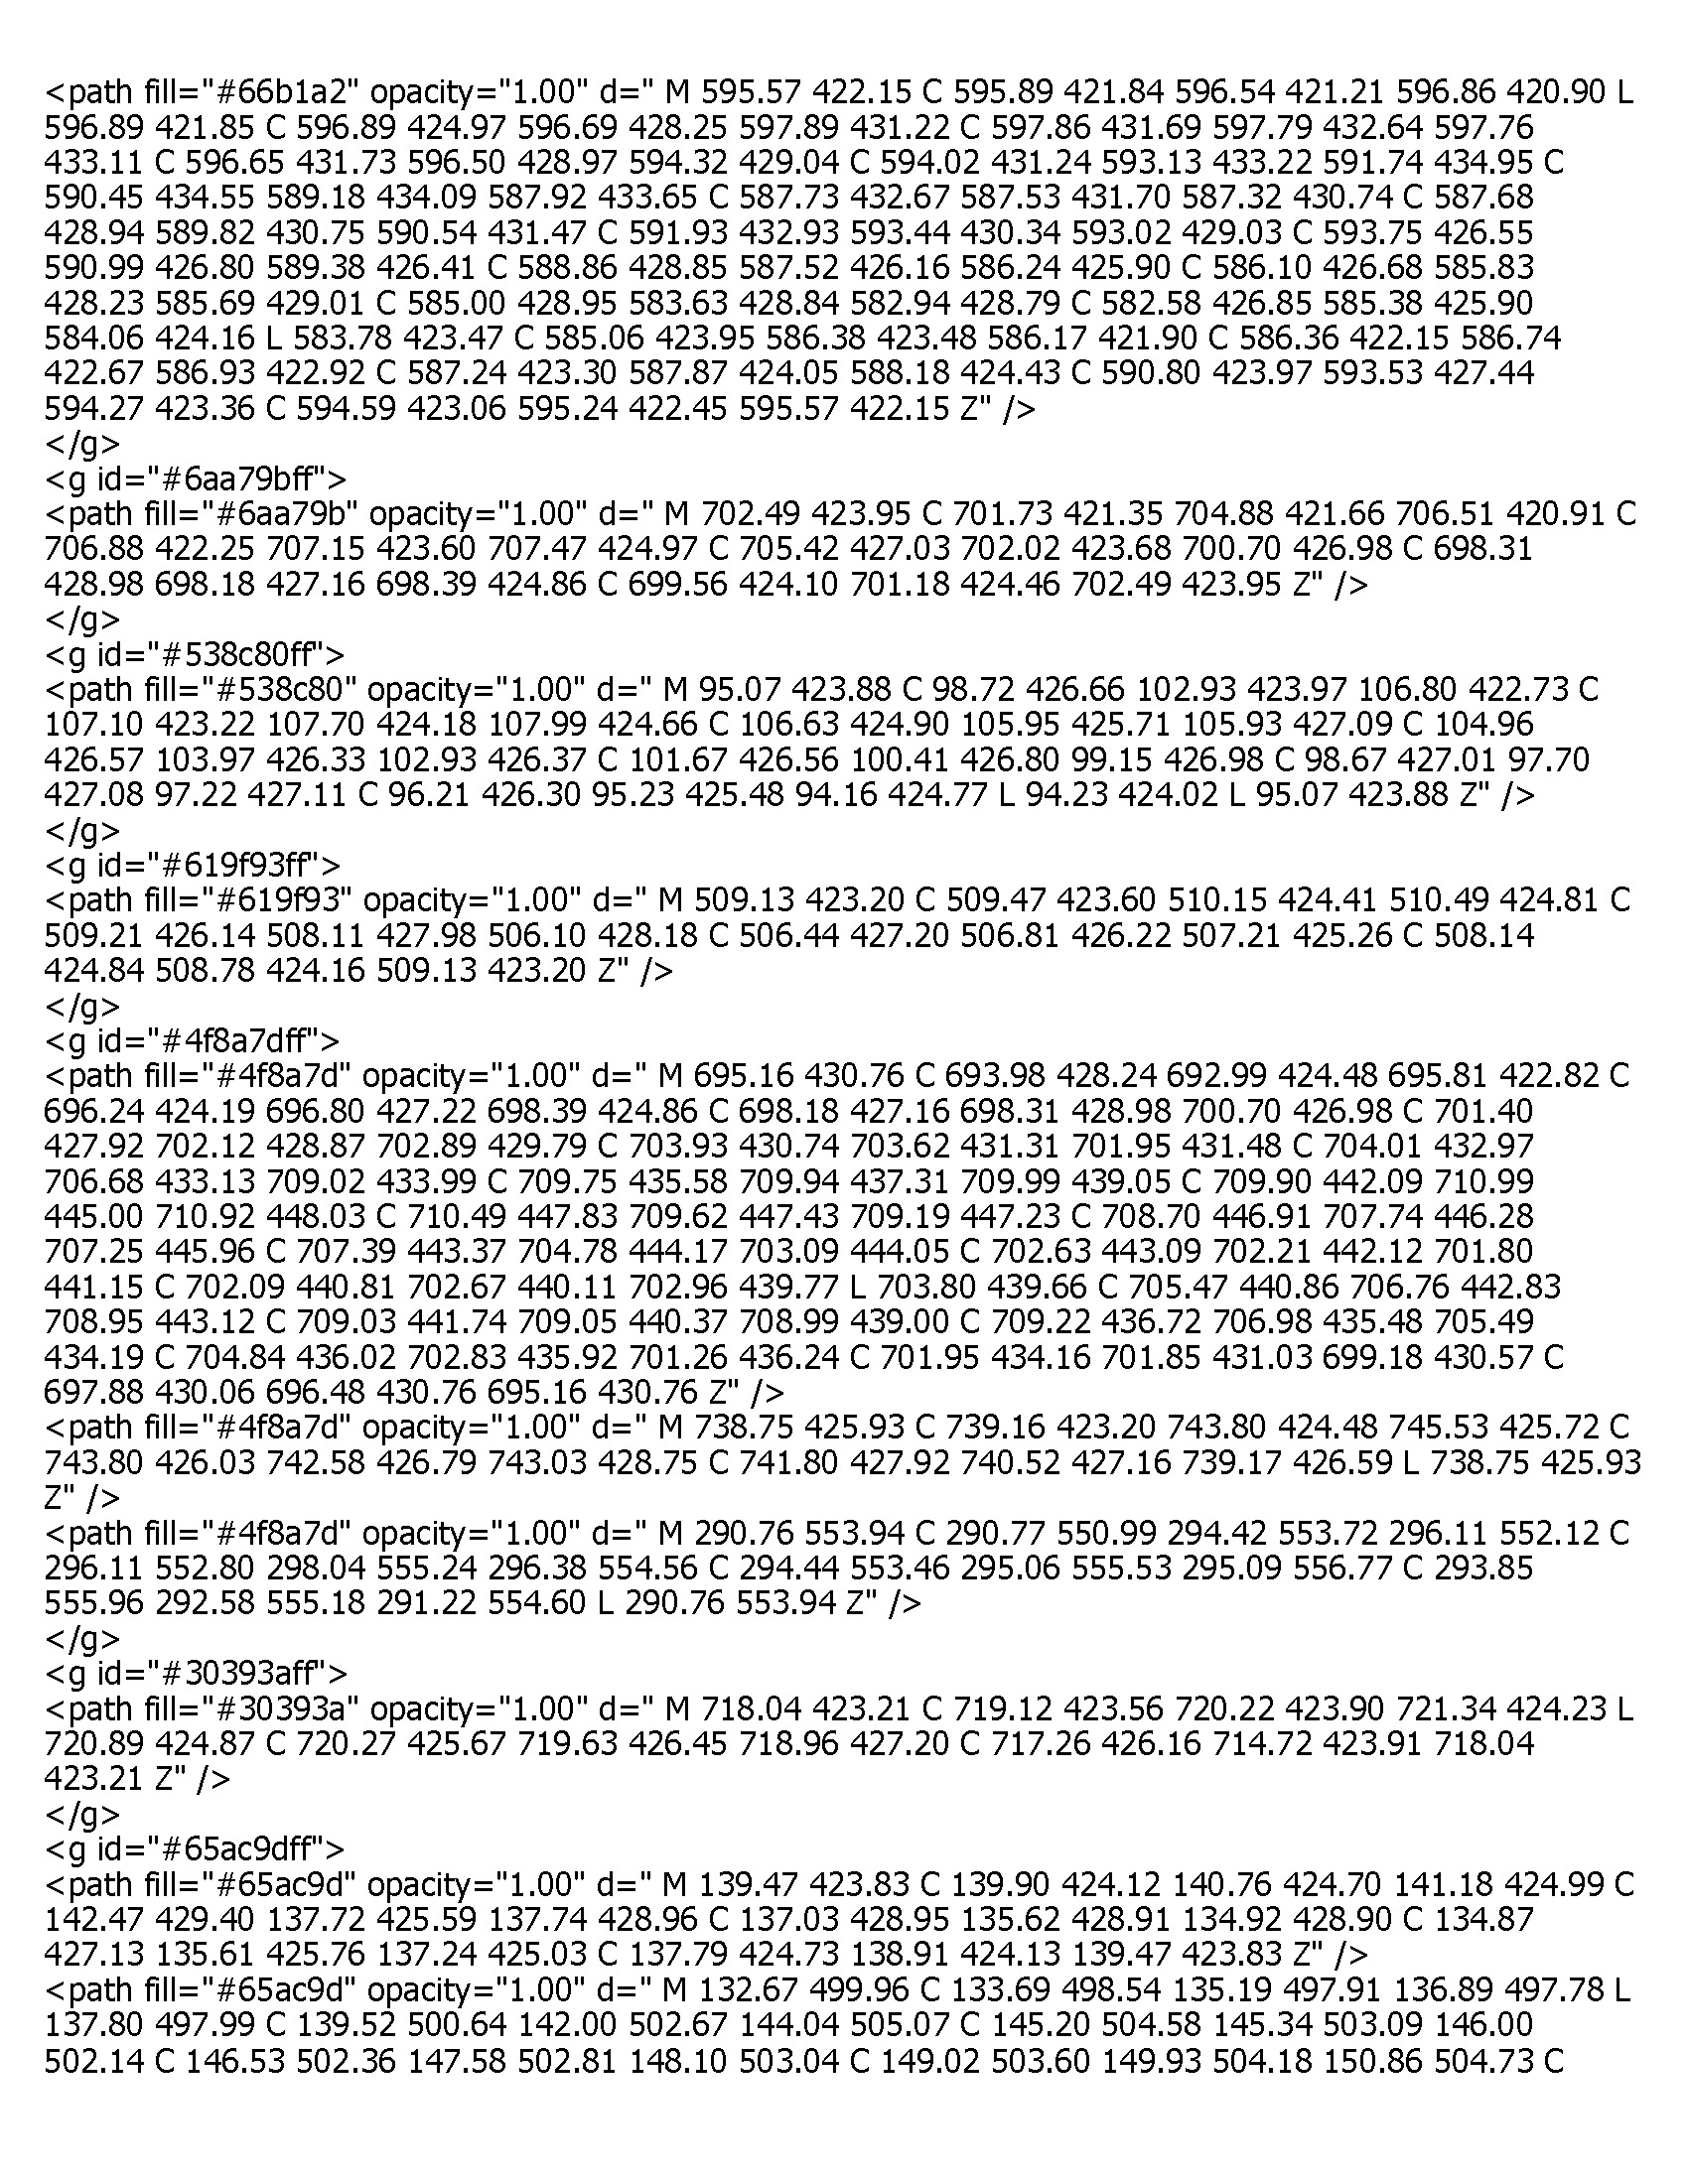 <path fill="#66b1a2" opacity="1.00" d=" M 595.57 422.15 C 595.89 421.84 596.54 421.21 596.86 420.90 L
596.89 421.85 C 596.89 424.97 596.69 428.25 597.89 431.22 C 597.86 431.69 597.79 432.64 597.76
433.11 C 596.65 431.73 596.50 428.97 594.32 429.04 C 594.02 431.24 593.13 433.22 591.74 434.95 C
590.45 434.55 589.18 434.09 587.92 433.65 C 587.73 432.67 587.53 431.70 587.32 430.74 C 587.68
428.94 589.82 430.75 590.54 431.47 C 591.93 432.93 593.44 430.34 593.02 429.03 C 593.75 426.55
590.99 426.80 589.38 426.41 C 588.86 428.85 587.52 426.16 586.24 425.90 C 586.10 426.68 585.83
428.23 585.69 429.01 C 585.00 428.95 583.63 428.84 582.94 428.79 C 582.58 426.85 585.38 425.90
584.06 424.16 L 583.78 423.47 C 585.06 423.95 586.38 423.48 586.17 421.90 C 586.36 422.15 586.74
422.67 586.93 422.92 C 587.24 423.30 587.87 424.05 588.18 424.43 C 590.80 423.97 593.53 427.44
594.27 423.36 C 594.59 423.06 595.24 422.45 595.57 422.15 Z" />
</g>
<g id="#6aa79bff">
<path fill="#6aa79b" opacity="1.00" d=" M 702.49 423.95 C 701.73 421.35 704.88 421.66 706.51 420.91 C
706.88 422.25 707.15 423.60 707.47 424.97 C 705.42 427.03 702.02 423.68 700.70 426.98 C 698.31
428.98 698.18 427.16 698.39 424.86 C 699.56 424.10 701.18 424.46 702.49 423.95 Z" />
</g>
<g id="#538c80ff">
<path fill="#538c80" opacity="1.00" d=" M 95.07 423.88 C 98.72 426.66 102.93 423.97 106.80 422.73 C
107.10 423.22 107.70 424.18 107.99 424.66 C 106.63 424.90 105.95 425.71 105.93 427.09 C 104.96
426.57 103.97 426.33 102.93 426.37 C 101.67 426.56 100.41 426.80 99.15 426.98 C 98.67 427.01 97.70
427.08 97.22 427.11 C 96.21 426.30 95.23 425.48 94.16 424.77 L 94.23 424.02 L 95.07 423.88 Z" />
</g>
<g id="#619f93ff">
<path fill="#619f93" opacity="1.00" d=" M 509.13 423.20 C 509.47 423.60 510.15 424.41 510.49 424.81 C
509.21 426.14 508.11 427.98 506.10 428.18 C 506.44 427.20 506.81 426.22 507.21 425.26 C 508.14
424.84 508.78 424.16 509.13 423.20 Z" />
</g>
<g id="#4f8a7dff">
<path fill="#4f8a7d" opacity="1.00" d=" M 695.16 430.76 C 693.98 428.24 692.99 424.48 695.81 422.82 C
696.24 424.19 696.80 427.22 698.39 424.86 C 698.18 427.16 698.31 428.98 700.70 426.98 C 701.40
427.92 702.12 428.87 702.89 429.79 C 703.93 430.74 703.62 431.31 701.95 431.48 C 704.01 432.97
706.68 433.13 709.02 433.99 C 709.75 435.58 709.94 437.31 709.99 439.05 C 709.90 442.09 710.99
445.00 710.92 448.03 C 710.49 447.83 709.62 447.43 709.19 447.23 C 708.70 446.91 707.74 446.28
707.25 445.96 C 707.39 443.37 704.78 444.17 703.09 444.05 C 702.63 443.09 702.21 442.12 701.80
441.15 C 702.09 440.81 702.67 440.11 702.96 439.77 L 703.80 439.66 C 705.47 440.86 706.76 442.83
708.95 443.12 C 709.03 441.74 709.05 440.37 708.99 439.00 C 709.22 436.72 706.98 435.48 705.49
434.19 C 704.84 436.02 702.83 435.92 701.26 436.24 C 701.95 434.16 701.85 431.03 699.18 430.57 C
697.88 430.06 696.48 430.76 695.16 430.76 Z" />
<path fill="#4f8a7d" opacity="1.00" d=" M 738.75 425.93 C 739.16 423.20 743.80 424.48 745.53 425.72 C
743.80 426.03 742.58 426.79 743.03 428.75 C 741.80 427.92 740.52 427.16 739.17 426.59 L 738.75 425.93
Z" />
<path fill="#4f8a7d" opacity="1.00" d=" M 290.76 553.94 C 290.77 550.99 294.42 553.72 296.11 552.12 C
296.11 552.80 298.04 555.24 296.38 554.56 C 294.44 553.46 295.06 555.53 295.09 556.77 C 293.85
555.96 292.58 555.18 291.22 554.60 L 290.76 553.94 Z" />
</g>
<g id="#30393aff">
<path fill="#30393a" opacity="1.00" d=" M 718.04 423.21 C 719.12 423.56 720.22 423.90 721.34 424.23 L
720.89 424.87 C 720.27 425.67 719.63 426.45 718.96 427.20 C 717.26 426.16 714.72 423.91 718.04
423.21 Z" />
</g>
<g id="#65ac9dff">
<path fill="#65ac9d" opacity="1.00" d=" M 139.47 423.83 C 139.90 424.12 140.76 424.70 141.18 424.99 C
142.47 429.40 137.72 425.59 137.74 428.96 C 137.03 428.95 135.62 428.91 134.92 428.90 C 134.87
427.13 135.61 425.76 137.24 425.03 C 137.79 424.73 138.91 424.13 139.47 423.83 Z" />
<path fill="#65ac9d" opacity="1.00" d=" M 132.67 499.96 C 133.69 498.54 135.19 497.91 136.89 497.78 L
137.80 497.99 C 139.52 500.64 142.00 502.67 144.04 505.07 C 145.20 504.58 145.34 503.09 146.00
502.14 C 146.53 502.36 147.58 502.81 148.10 503.04 C 149.02 503.60 149.93 504.18 150.86 504.73 C